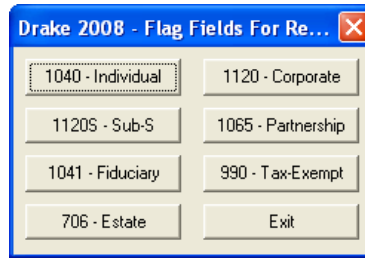 Drake 2008 - Flag Fields For Re...
1040 - Individual 1120 - Corporate
1120S - Sub-S 1065 - Partnership
1041 - Fiduciary 990 - Tax-Exempt
706 - Estate Exit